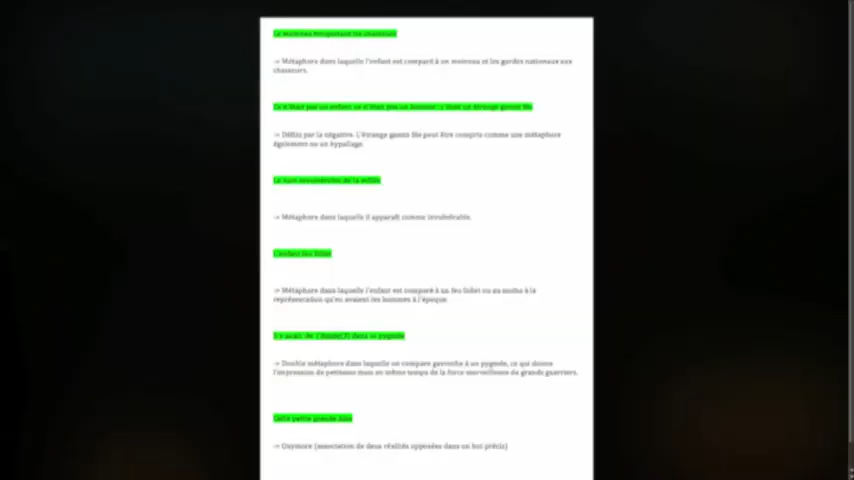 Le moineau becquetant les chasseurs
-> Métaphore dans laquelle l'enfant est comparé à un moineau et les gardes nationaux aux
chasseurs.
Ce n'était pas un enfant ce n'était pas un homme : c'était un étrange gamin fée
-> Défini par la négative. L'étrange gamin fée peut être compris comme une métaphore
également ou un hypallage.
Le nain invulnérable de la mêlée
-> Métaphore dans laquelle il apparaît comme invulnérable.
L'enfant feu follet
-> Métaphore dans laquelle l'enfant est comparé à un feu follet ou au moins à la
représentation qu'en avaient les hommes à l'époque
Il y avait de l'Antée(?) dans ce pygmée
-> Double métaphore dans laquelle on compare gavroche à un pygmée, ce qui donne
l'impression de petitesse mais en même temps de la force merveilleuse de grands guerriers.
Cette petite grande âme
-> Oxymore (association de deux réalités opposées dans un but précis)